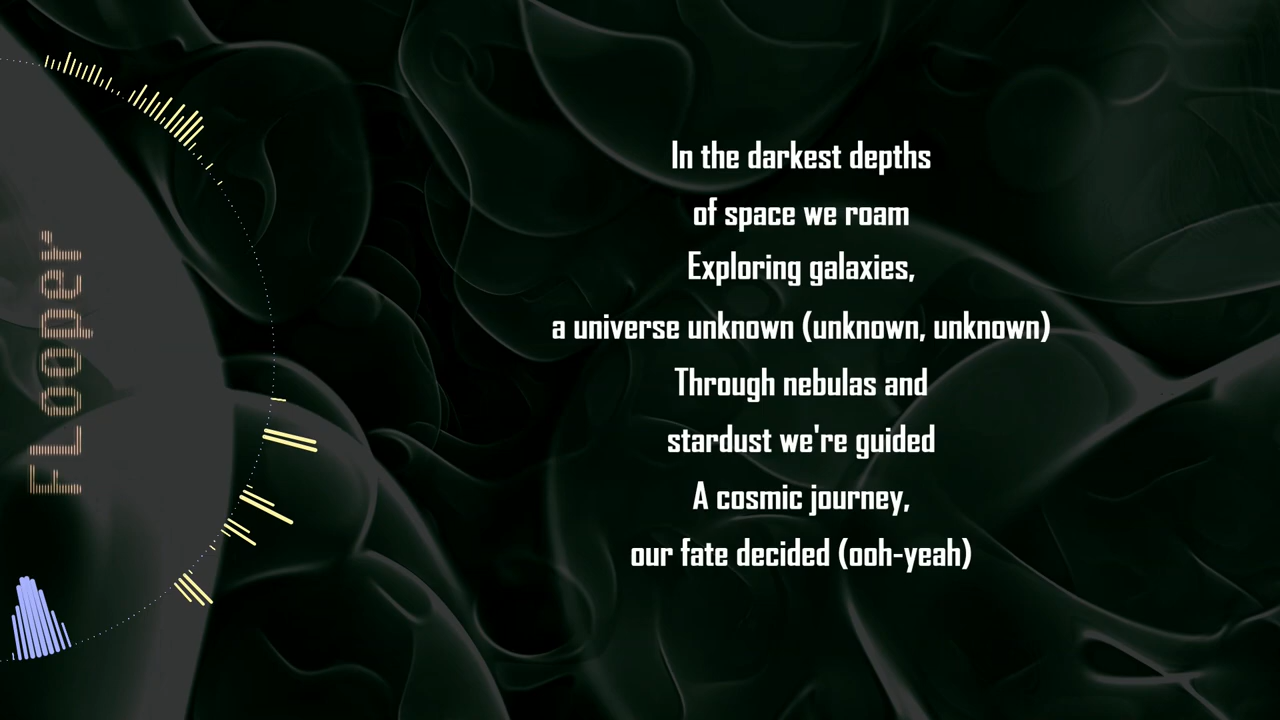 FLooper
In the darkest depths
of space we roam
Exploring galaxies,
a universe unknown (unknown, unknown)
Through nebulas and
stardust we're guided
A cosmic journey,
our fate decided (ooh-yeah)